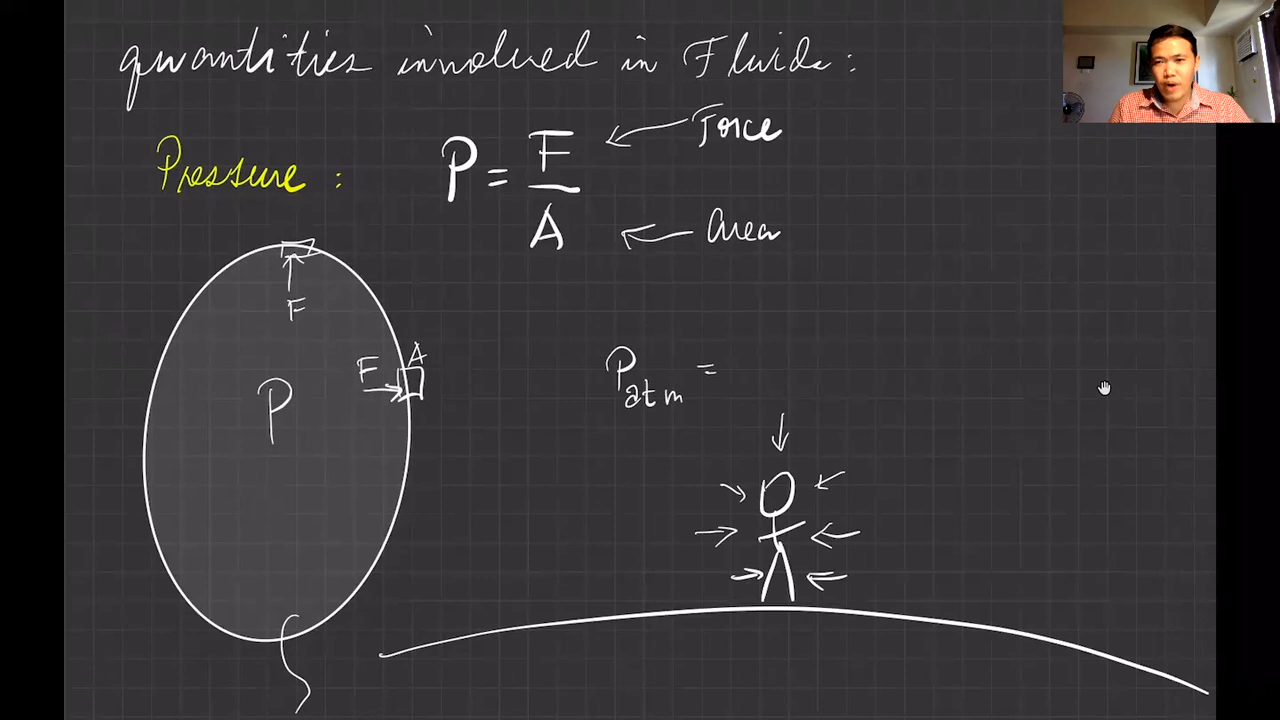 quantities involved in Fluids:
Pressure: P = F / A
Force
Area
F
F A
P
Patm =